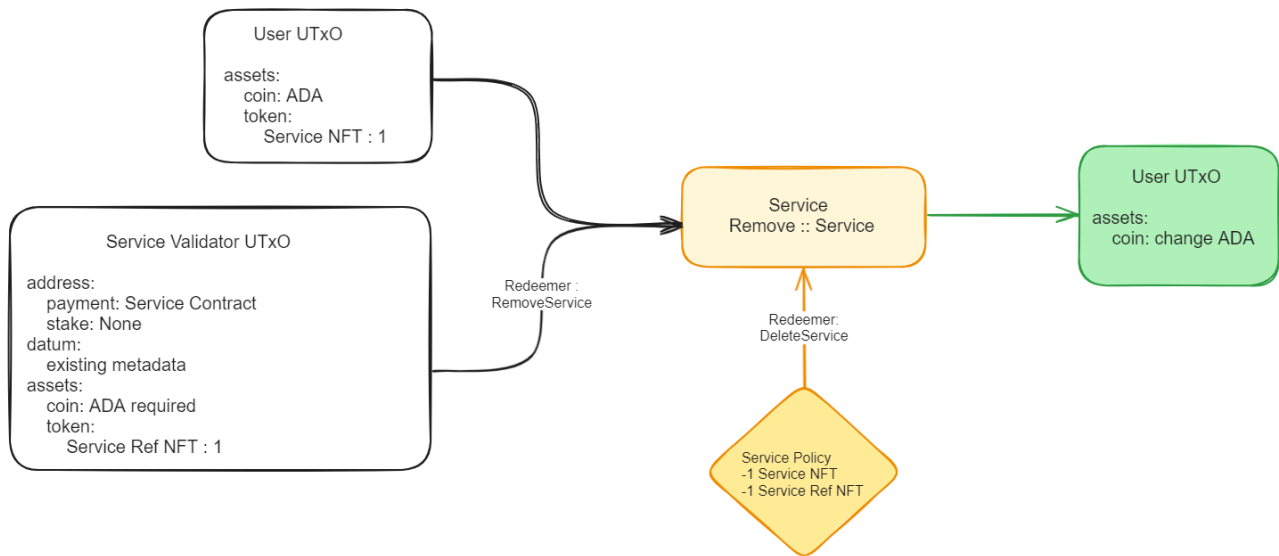 User UTxO
assets:
coin: ADA
token:
Service NFT : 1
Service Validator UTxO
address:
payment: Service Contract
stake: None
datum:
existing metadata
assets:
coin: ADA required
token:
Service Ref NFT : 1
Redeemer :
RemoveService
Service
Remove :: Service
Redeemer:
DeleteService
Service Policy
-1 Service NFT
-1 Service Ref NFT
User UTxO
assets:
coin: change ADA